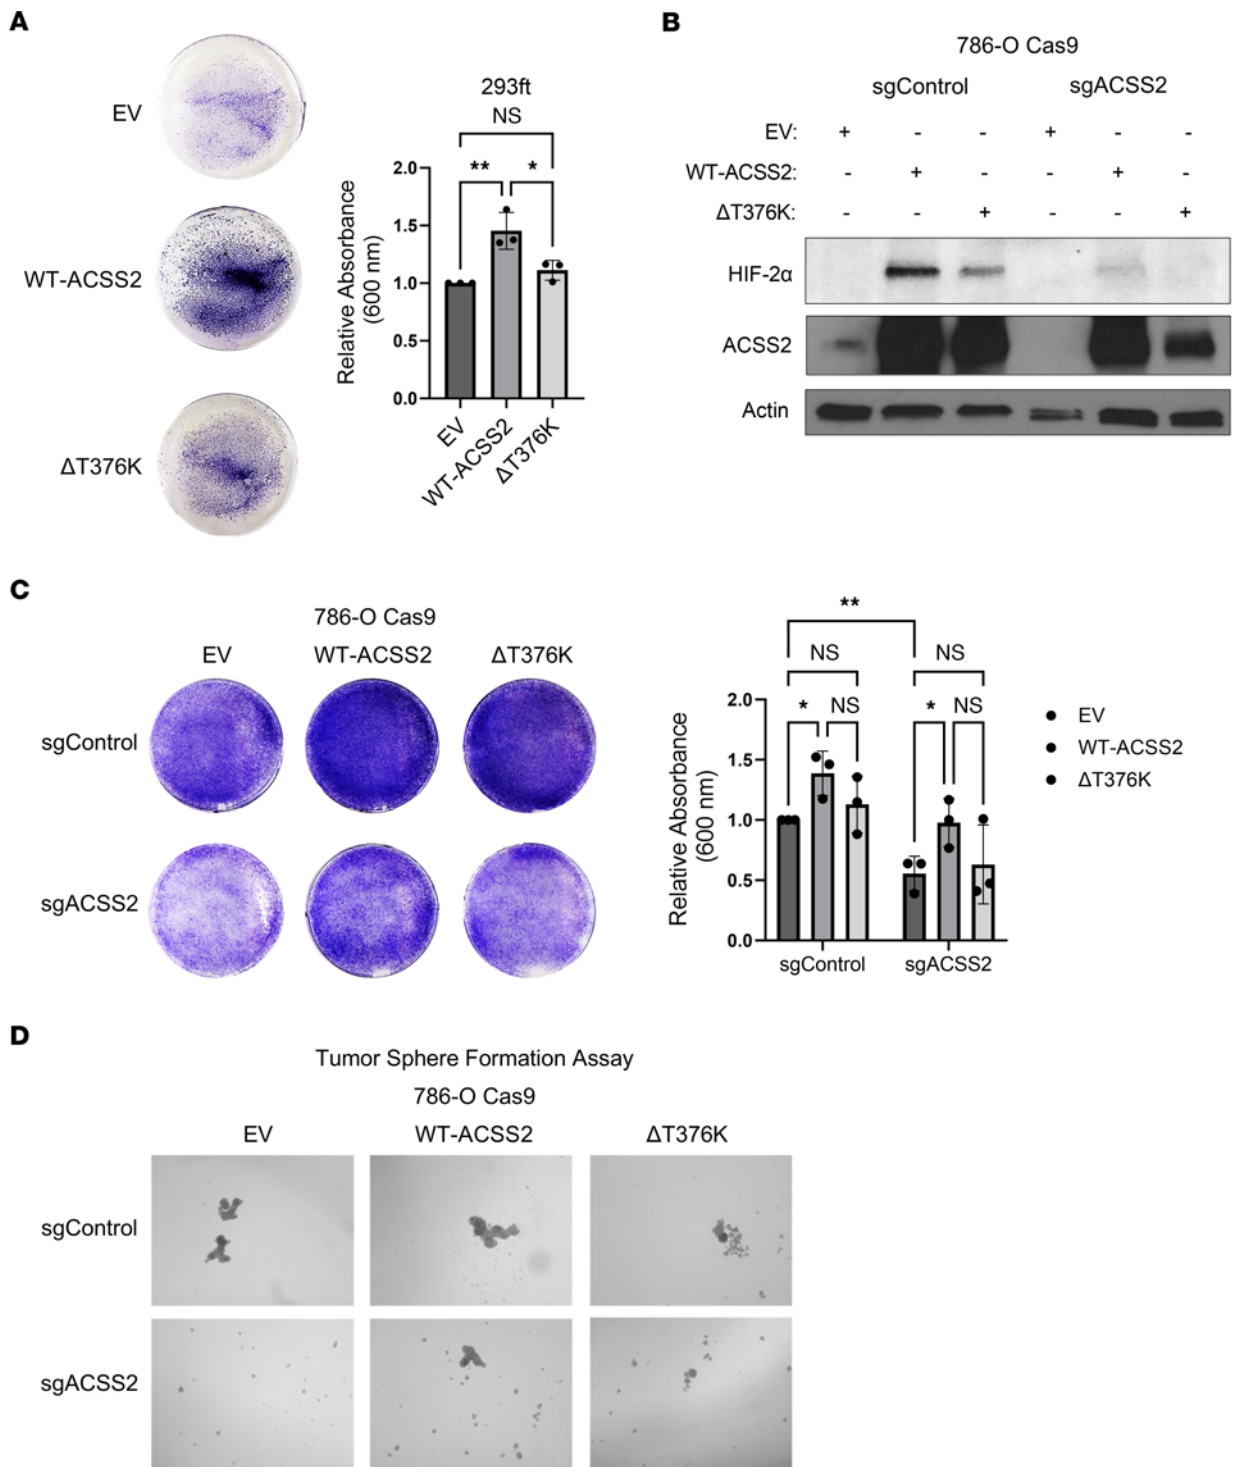 A
EV
WT-ACSS2
ΔT376K
293ft
NS
** *
Relative Absorbance
(600 nm)
2.0
1.5
1.0
0.5
0.0
EV
WT-ACSS2
ΔT376K
B
786-O Cas9
sgControl sgACSS2
EV: + - - + - -
WT-ACSS2: - + - - + -
ΔT376K: - - + - - +
HIF-2α
ACSS2
Actin
C
786-O Cas9
EV WT-ACSS2 ΔT376K
sgControl
sgACSS2
**
NS NS
* NS * NS
Relative Absorbance
(600 nm)
2.0
1.5
1.0
0.5
0.0
sgControl sgACSS2
EV
WT-ACSS2
ΔT376K
D
Tumor Sphere Formation Assay
786-O Cas9
EV WT-ACSS2 ΔT376K
sgControl
sgACSS2